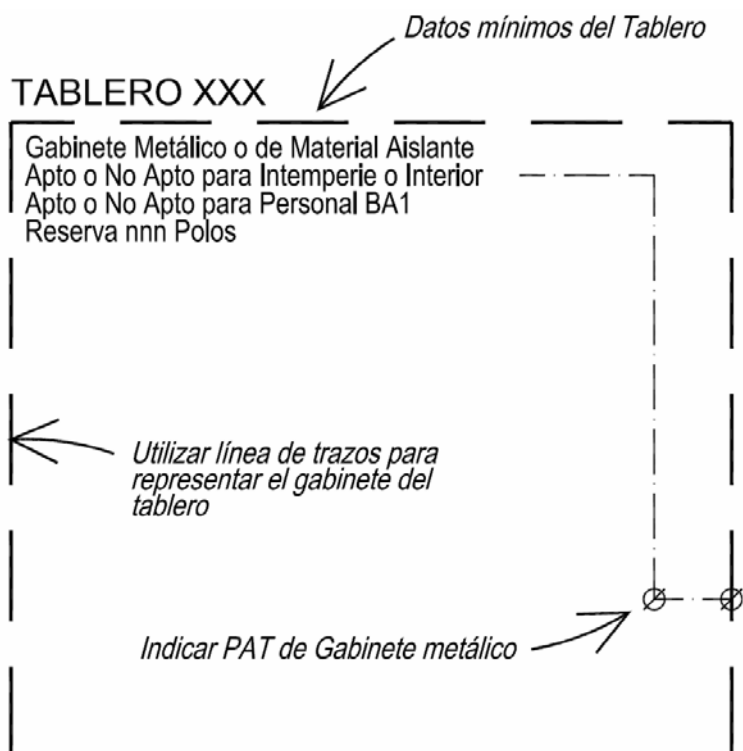 Datos mínimos del Tablero
TABLERO XXX
Gabinete Metálico o de Material Aislante
Apto o No Apto para Intemperie o Interior
Apto o No Apto para Personal BA1
Reserva nnn Polos
Utilizar línea de trazos para
representar el gabinete del
tablero
Indicar PAT de Gabinete metálico